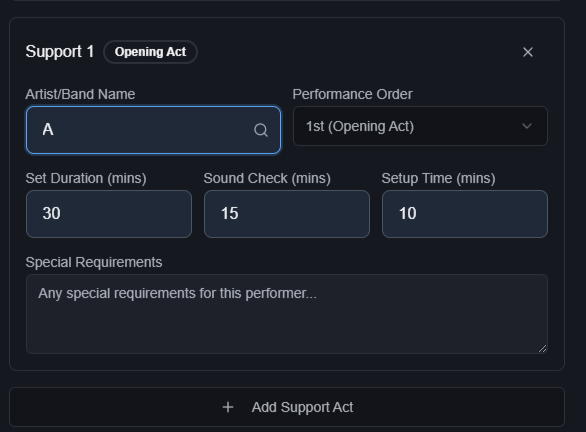 Support 1 Opening Act
Artist/Band Name Performance Order
A 1st (Opening Act)
Set Duration (mins) Sound Check (mins) Setup Time (mins)
30 15 10
Special Requirements
Any special requirements for this performer...
Add Support Act